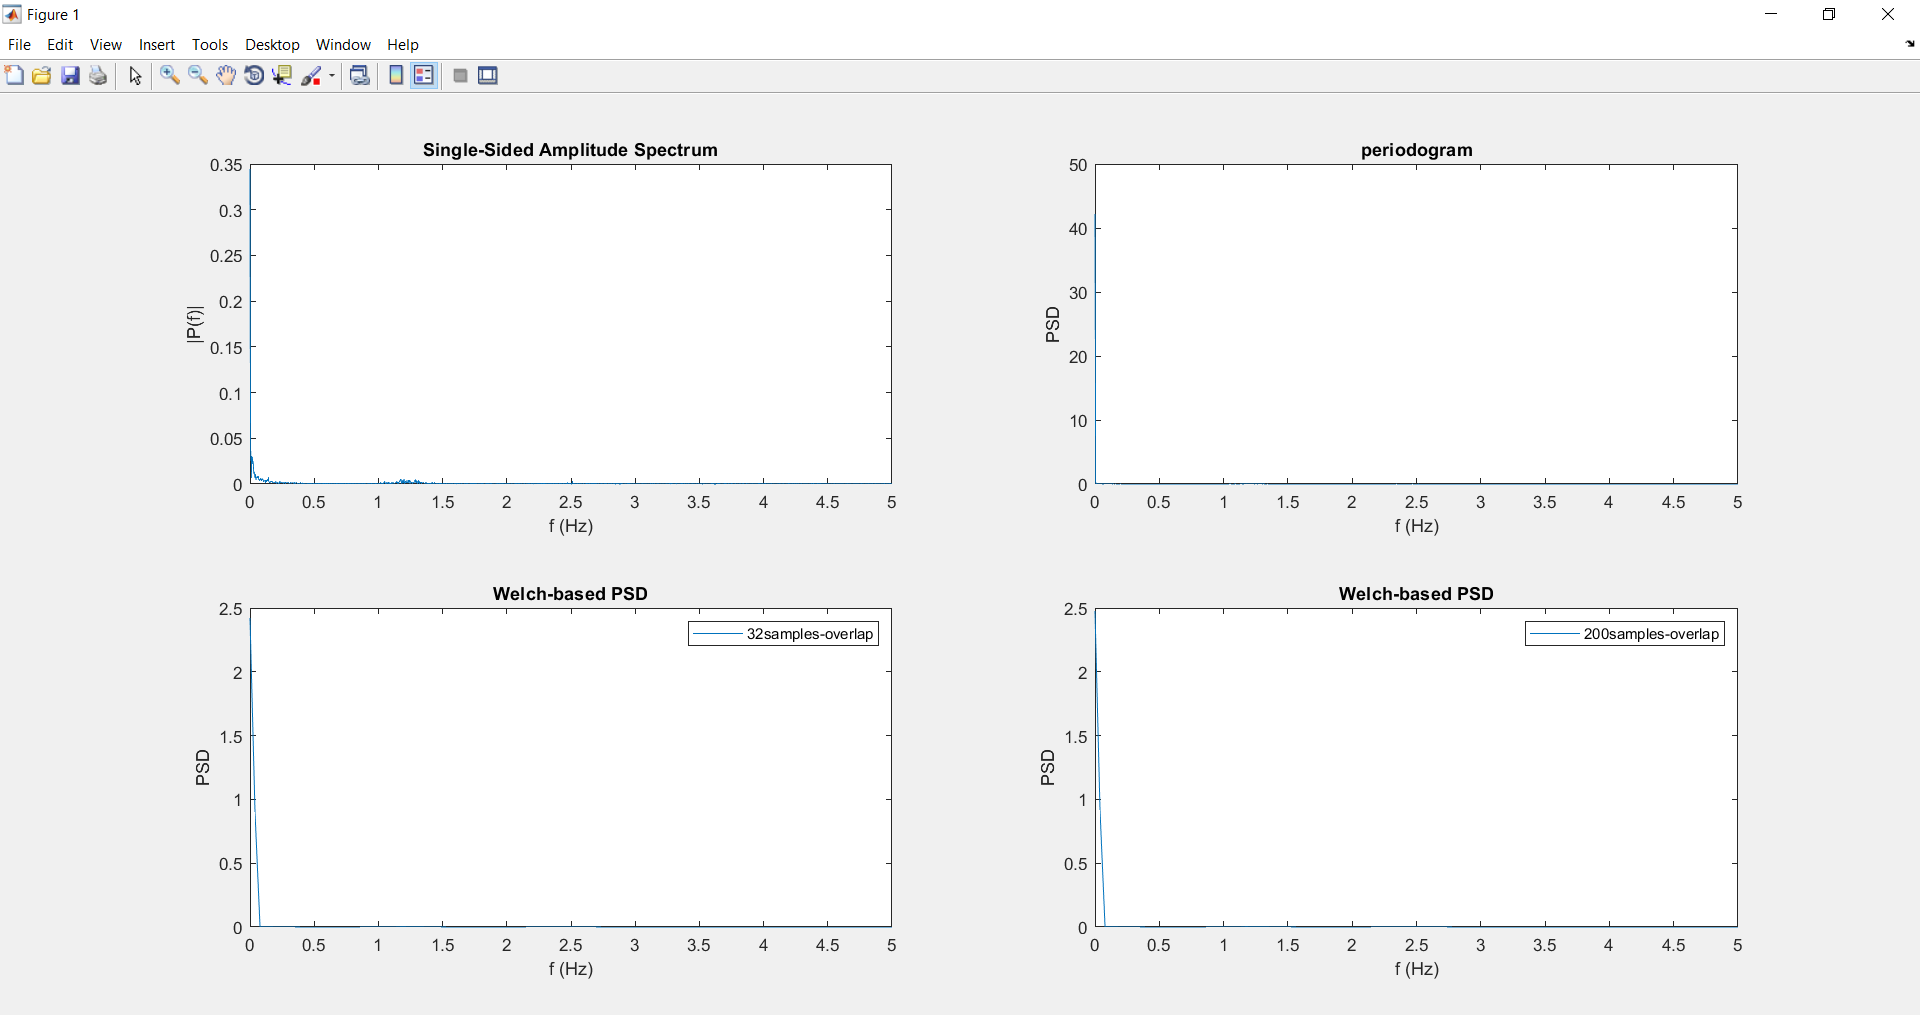 Figure 1
File Edit View Insert Tools Desktop Window Help
Single-Sided Amplitude Spectrum
0.35
0.3
0.25
0.2
0.15
0.1
0.05
0
|P(f)|
0 0.5 1 1.5 2 2.5 3 3.5 4 4.5 5
f (Hz)
periodogram
50
40
30
20
10
0
PSD
0 0.5 1 1.5 2 2.5 3 3.5 4 4.5 5
f (Hz)
Welch-based PSD
32samples-overlap
2.5
2
1.5
1
0.5
0
PSD
0 0.5 1 1.5 2 2.5 3 3.5 4 4.5 5
f (Hz)
Welch-based PSD
200samples-overlap
2.5
2
1.5
1
0.5
0
PSD
0 0.5 1 1.5 2 2.5 3 3.5 4 4.5 5
f (Hz)